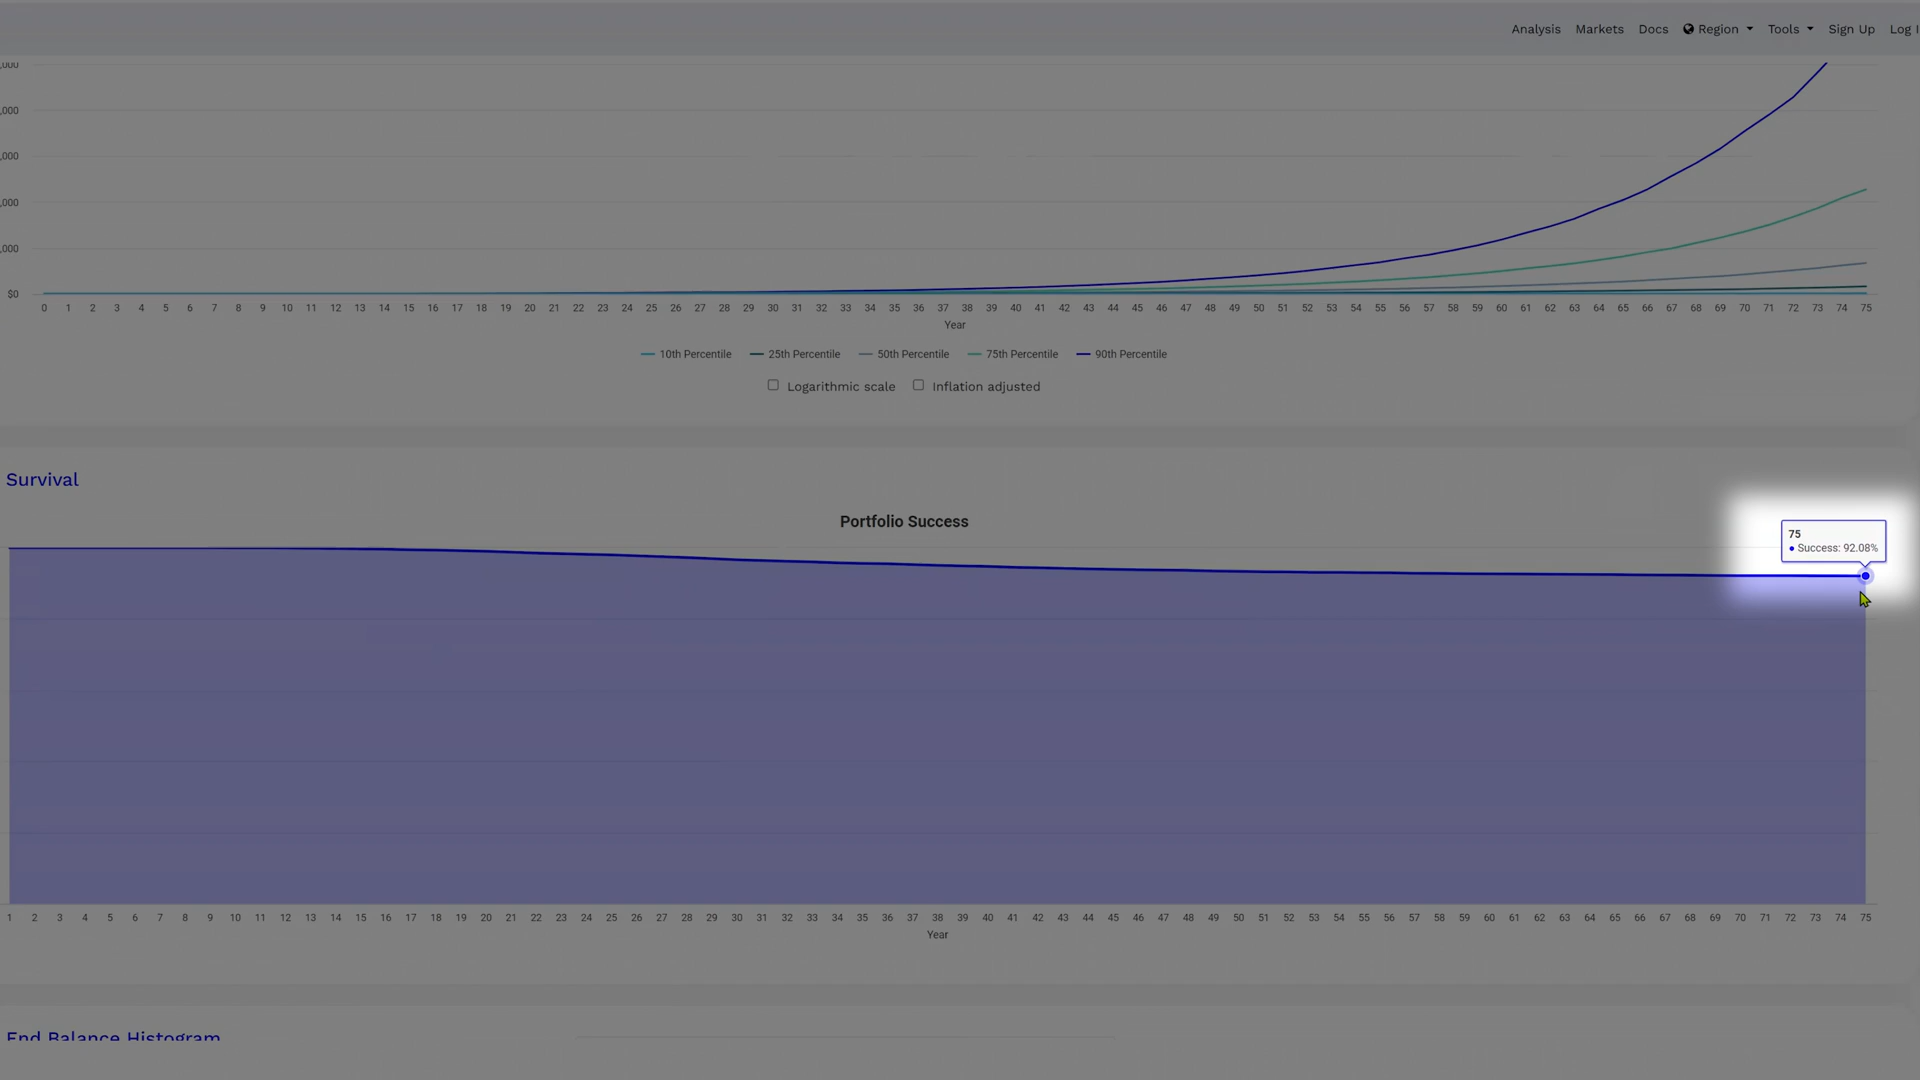 Analysis Markets Docs Region Tools Sign Up Log
,000
,000
,000
,000
,000
$0
0 1 2 3 4 5 6 7 8 9 10 11 12 13 14 15 16 17 18 19 20 21 22 23 24 25 26 27 28 29 30 31 32 33 34 35 36 37 38 39 40 41 42 43 44 45 46 47 48 49 50 51 52 53 54 55 56 57 58 59 60 61 62 63 64 65 66 67 68 69 70 71 72 73 74 75
Year
10th Percentile 25th Percentile 50th Percentile 75th Percentile 90th Percentile
Logarithmic scale Inflation adjusted
Survival
Portfolio Success
75
Success: 92.08%
1 2 3 4 5 6 7 8 9 10 11 12 13 14 15 16 17 18 19 20 21 22 23 24 25 26 27 28 29 30 31 32 33 34 35 36 37 38 39 40 41 42 43 44 45 46 47 48 49 50 51 52 53 54 55 56 57 58 59 60 61 62 63 64 65 66 67 68 69 70 71 72 73 74 75
Year
End Balance Histogram